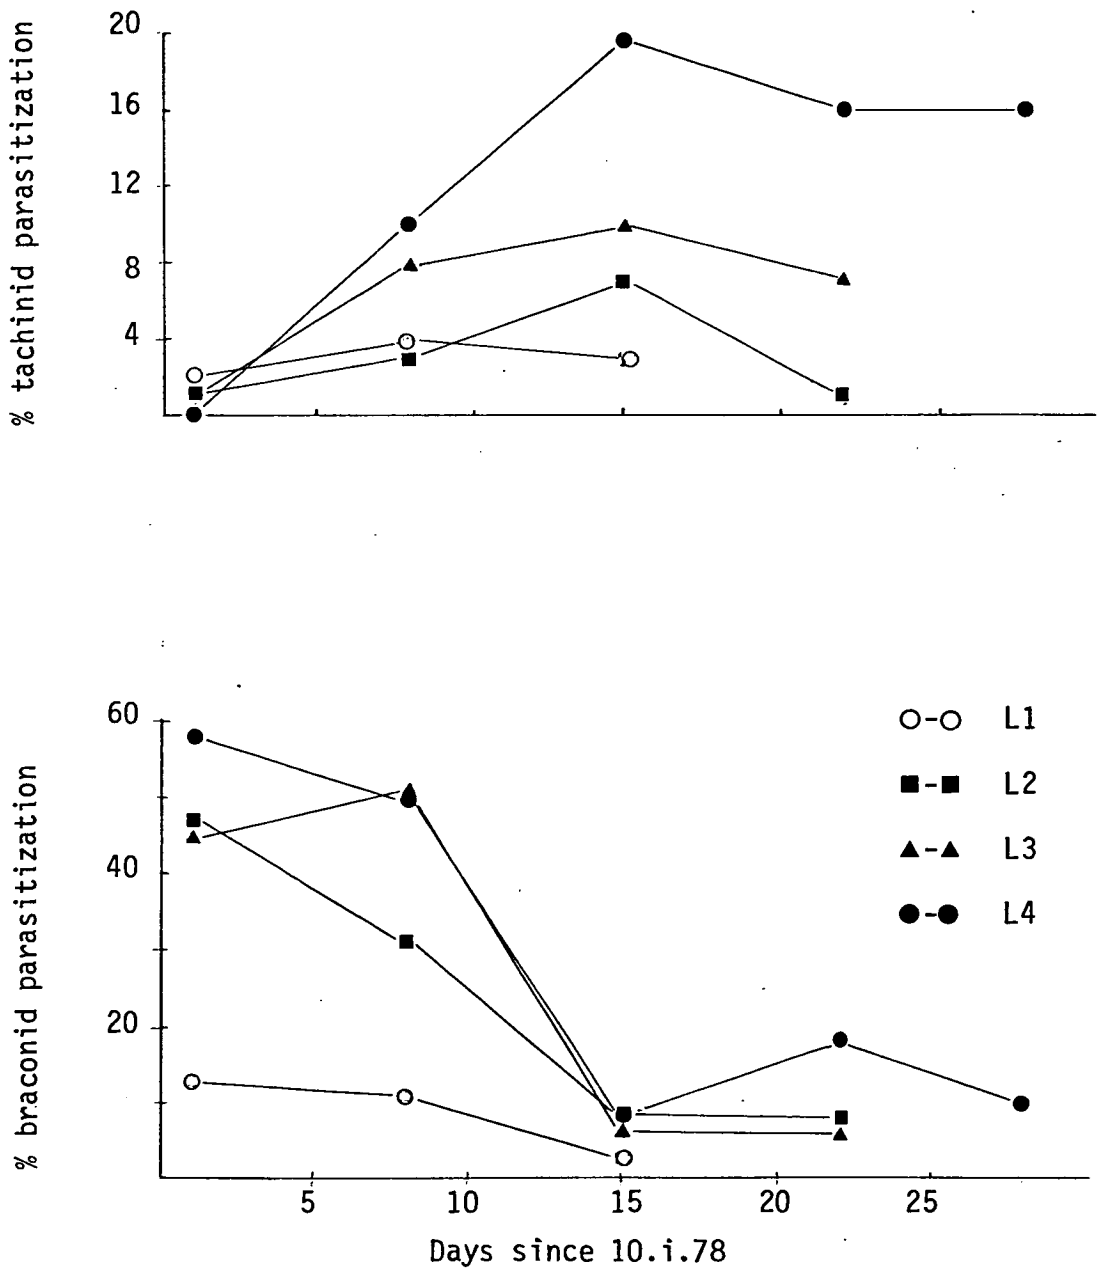 % tachinid parasitization
20
16
12
8
4
% braconid parasitization
60
40
20
L1
L2
L3
L4
5 10 15 20 25
Days since 10.i.78